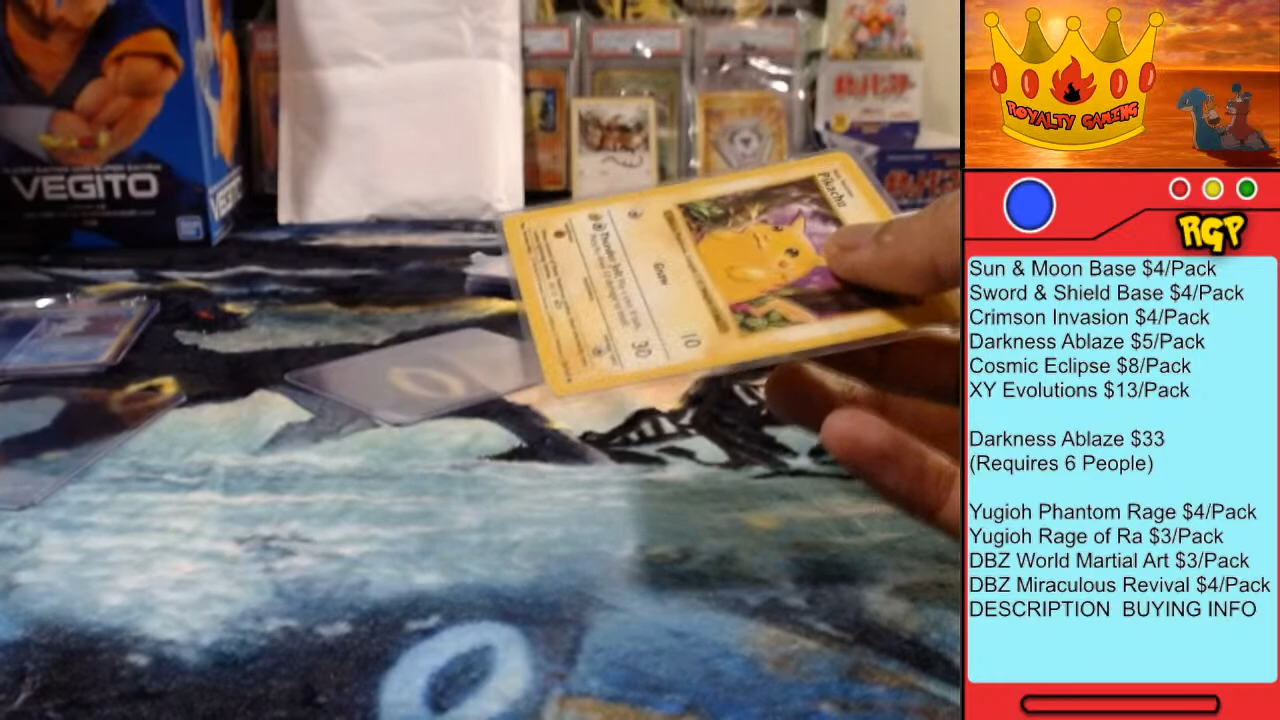 VEGITO
ROYALTY GAMING
Pikachu
Gnaw
10
Thunder Jolt
30
RGP
Sun & Moon Base $4/Pack
Sword & Shield Base $4/Pack
Crimson Invasion $4/Pack
Darkness Ablaze $5/Pack
Cosmic Eclipse $8/Pack
XY Evolutions $13/Pack
Darkness Ablaze $33
(Requires 6 People)
Yugioh Phantom Rage $4/Pack
Yugioh Rage of Ra $3/Pack
DBZ World Martial Art $3/Pack
DBZ Miraculous Revival $4/Pack
DESCRIPTION BUYING INFO